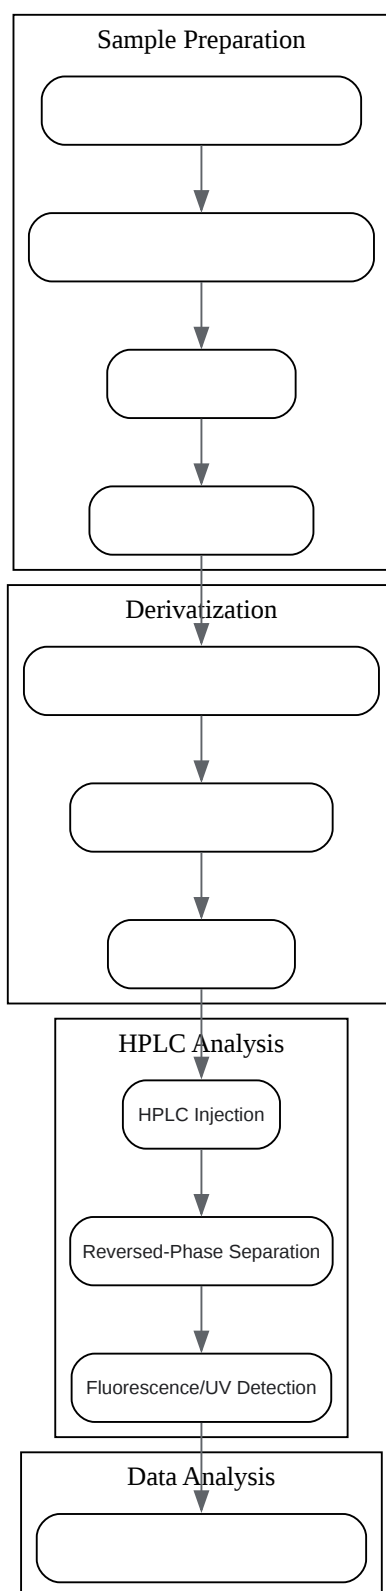 Sample Preparation
Derivatization
HPLC Analysis
HPLC Injection
Reversed-Phase Separation
Fluorescence/UV Detection
Data Analysis